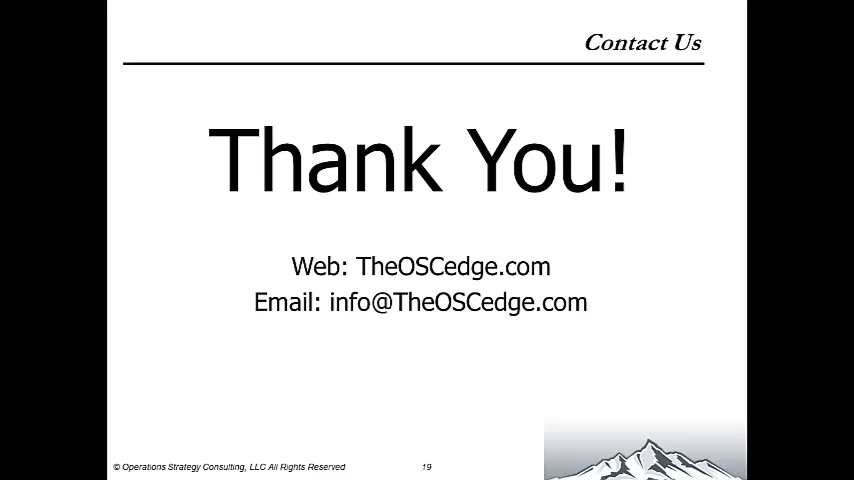 Contact Us
Thank You!
Web: TheOSCedge.com
Email: info@TheOSCedge.com
© Operations Strategy Consulting, LLC All Rights Reserved
19